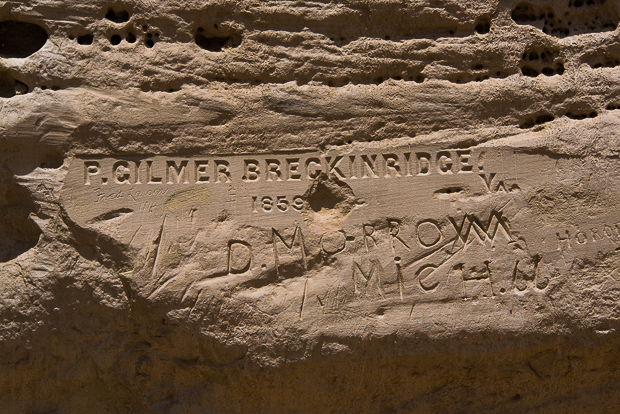 P. GILMER BRECKINRIDGE. Va
1859
D. MORROW
MICH.